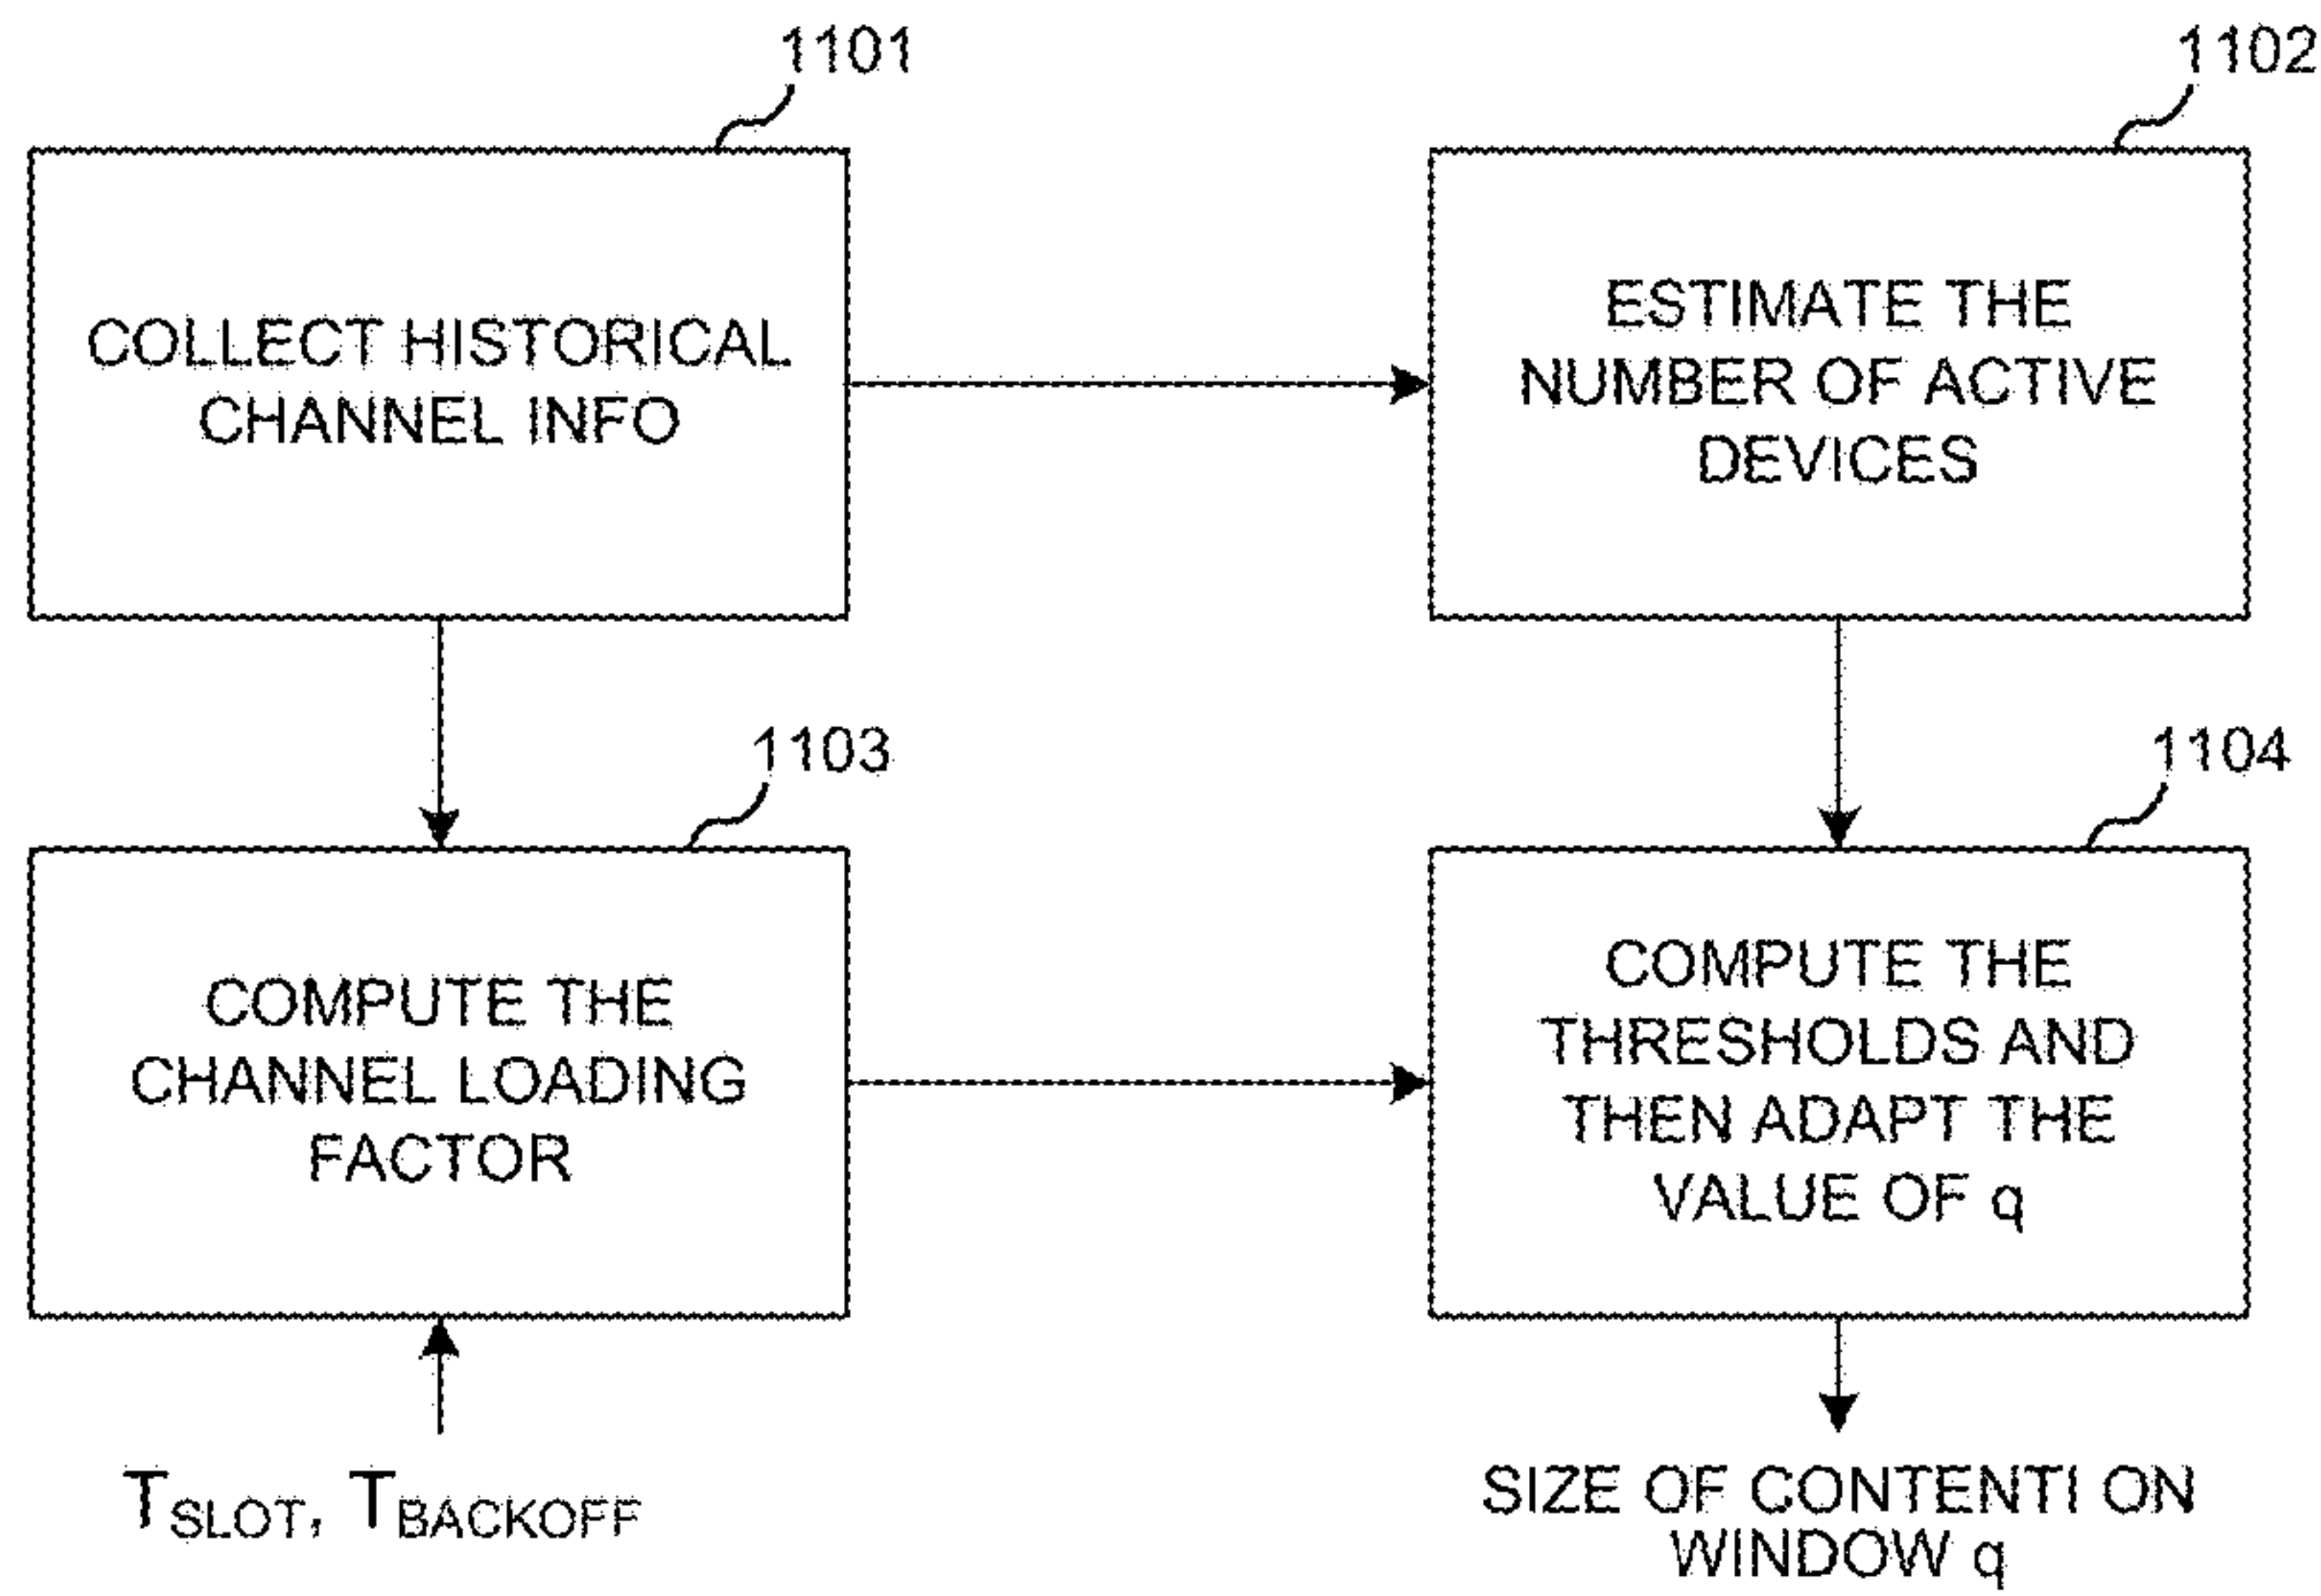 1101
1102
COLLECT HISTORICAL
CHANNEL INFO
ESTIMATE THE
NUMBER OF ACTIVE
DEVICES
1103
1104
COMPUTE THE
CHANNEL LOADING
FACTOR
COMPUTE THE
THRESHOLDS AND
THEN ADAPT THE
VALUE OF q
TSLOT, TBACKOFF
SIZE OF CONTENTI ON
WINDOW q